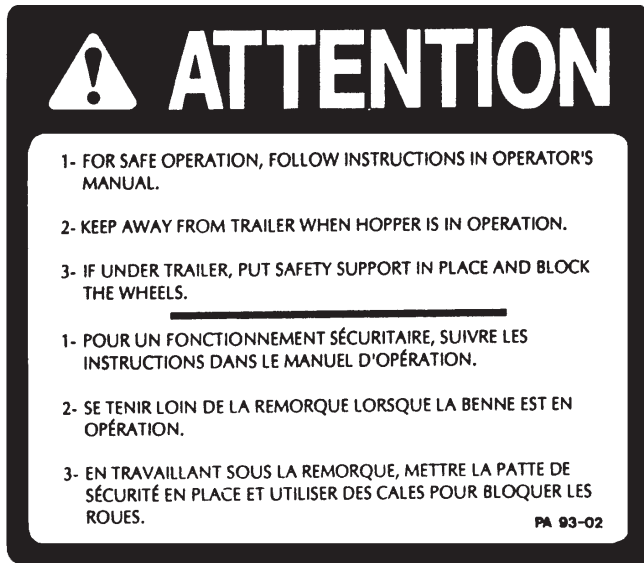 ATTENTION
1- FOR SAFE OPERATION, FOLLOW INSTRUCTIONS IN OPERATOR'S
MANUAL.
2- KEEP AWAY FROM TRAILER WHEN HOPPER IS IN OPERATION.
3- IF UNDER TRAILER, PUT SAFETY SUPPORT IN PLACE AND BLOCK
THE WHEELS.
1- POUR UN FONCTIONNEMENT SÉCURITAIRE, SUIVRE LES
INSTRUCTIONS DANS LE MANUEL D'OPÉRATION.
2- SE TENIR LOIN DE LA REMORQUE LORSQUE LA BENNE EST EN
OPÉRATION.
3- EN TRAVAILLANT SOUS LA REMORQUE, METTRE LA PATTE DE
SÉCURITÉ EN PLACE ET UTILISER DES CALES POUR BLOQUER LES
ROUES.
PA 93-02